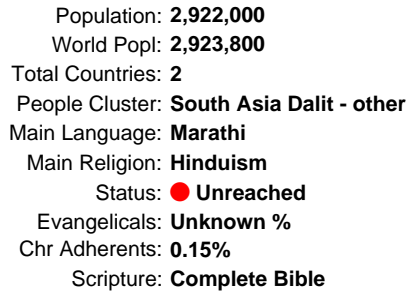 Population: 2,922,000
World Popl: 2,923,800
Total Countries: 2
People Cluster: South Asia Dalit - other
Main Language: Marathi
Main Religion: Hinduism
Status: Unreached
Evangelicals: Unknown %
Chr Adherents: 0.15%
Scripture: Complete Bible